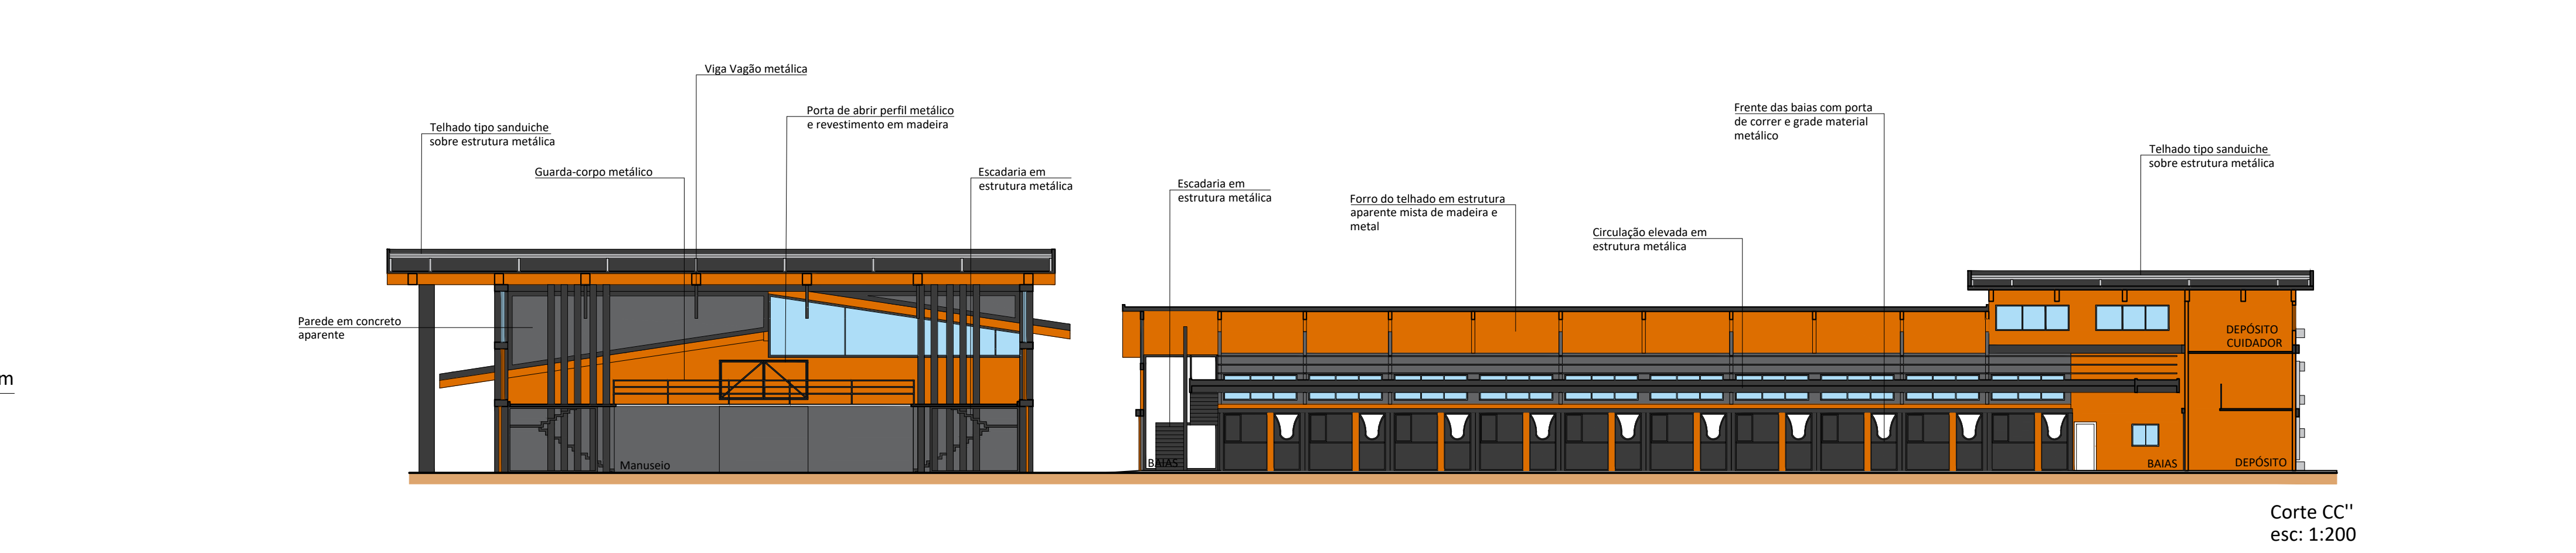 Viga Vagão metálica
Porta de abrir perfil metálico
e revestimento em madeira
Telhado tipo sanduiche
sobre estrutura metálica
Guarda-corpo metálico
Escadaria em
estrutura metálica
Parede em concreto
aparente
Manuseio
Escadaria em
estrutura metálica
Forro do telhado em estrutura
aparente mista de madeira e
metal
Circulação elevada em
estrutura metálica
Frente das baias com porta
de correr e grade material
metálico
Telhado tipo sanduiche
sobre estrutura metálica
DEPÓSITO
CUIDADOR
BAIAS
BAIAS
DEPÓSITO
m
Corte CC''
esc: 1:200